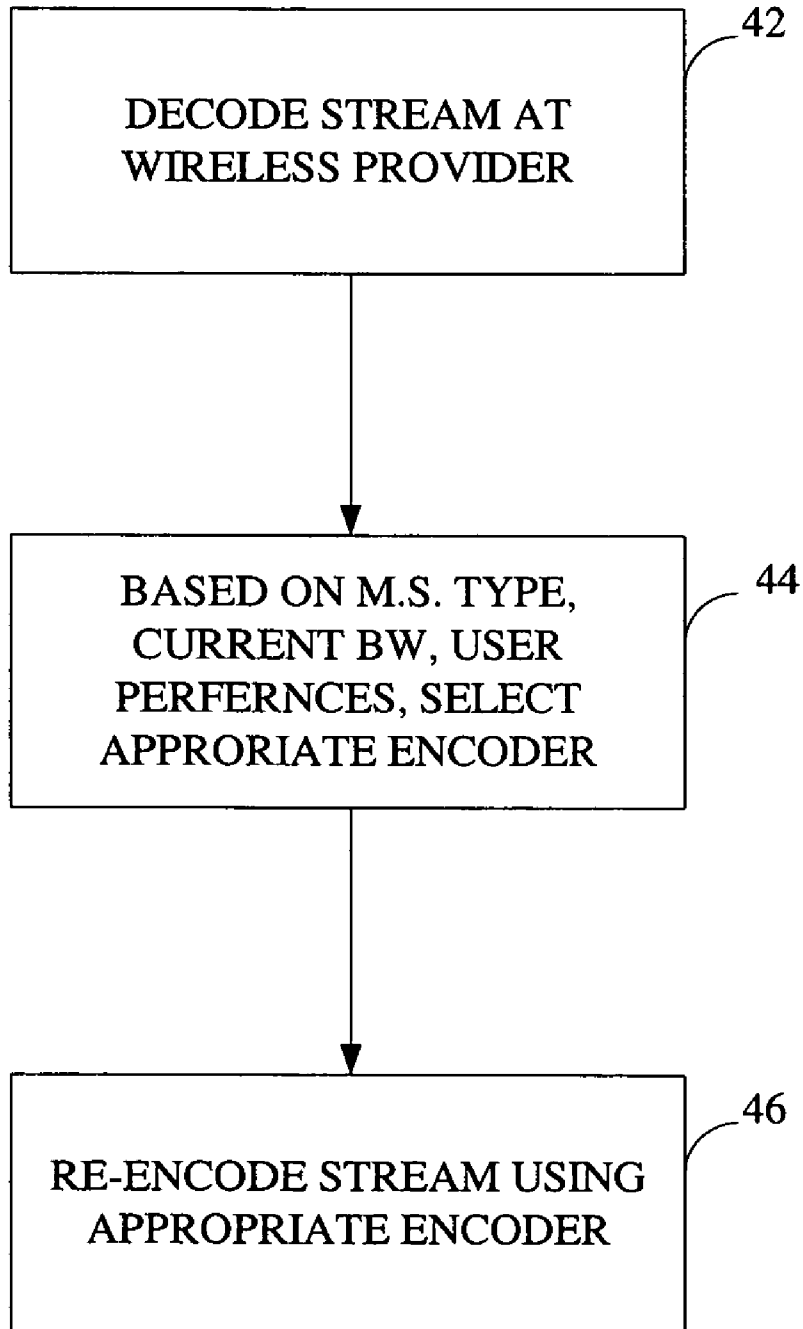 42
DECODE STREAM AT
WIRELESS PROVIDER
44
BASED ON M.S. TYPE,
CURRENT BW, USER
PERFERNCES, SELECT
APPRORIATE ENCODER
46
RE-ENCODE STREAM USING
APPROPRIATE ENCODER